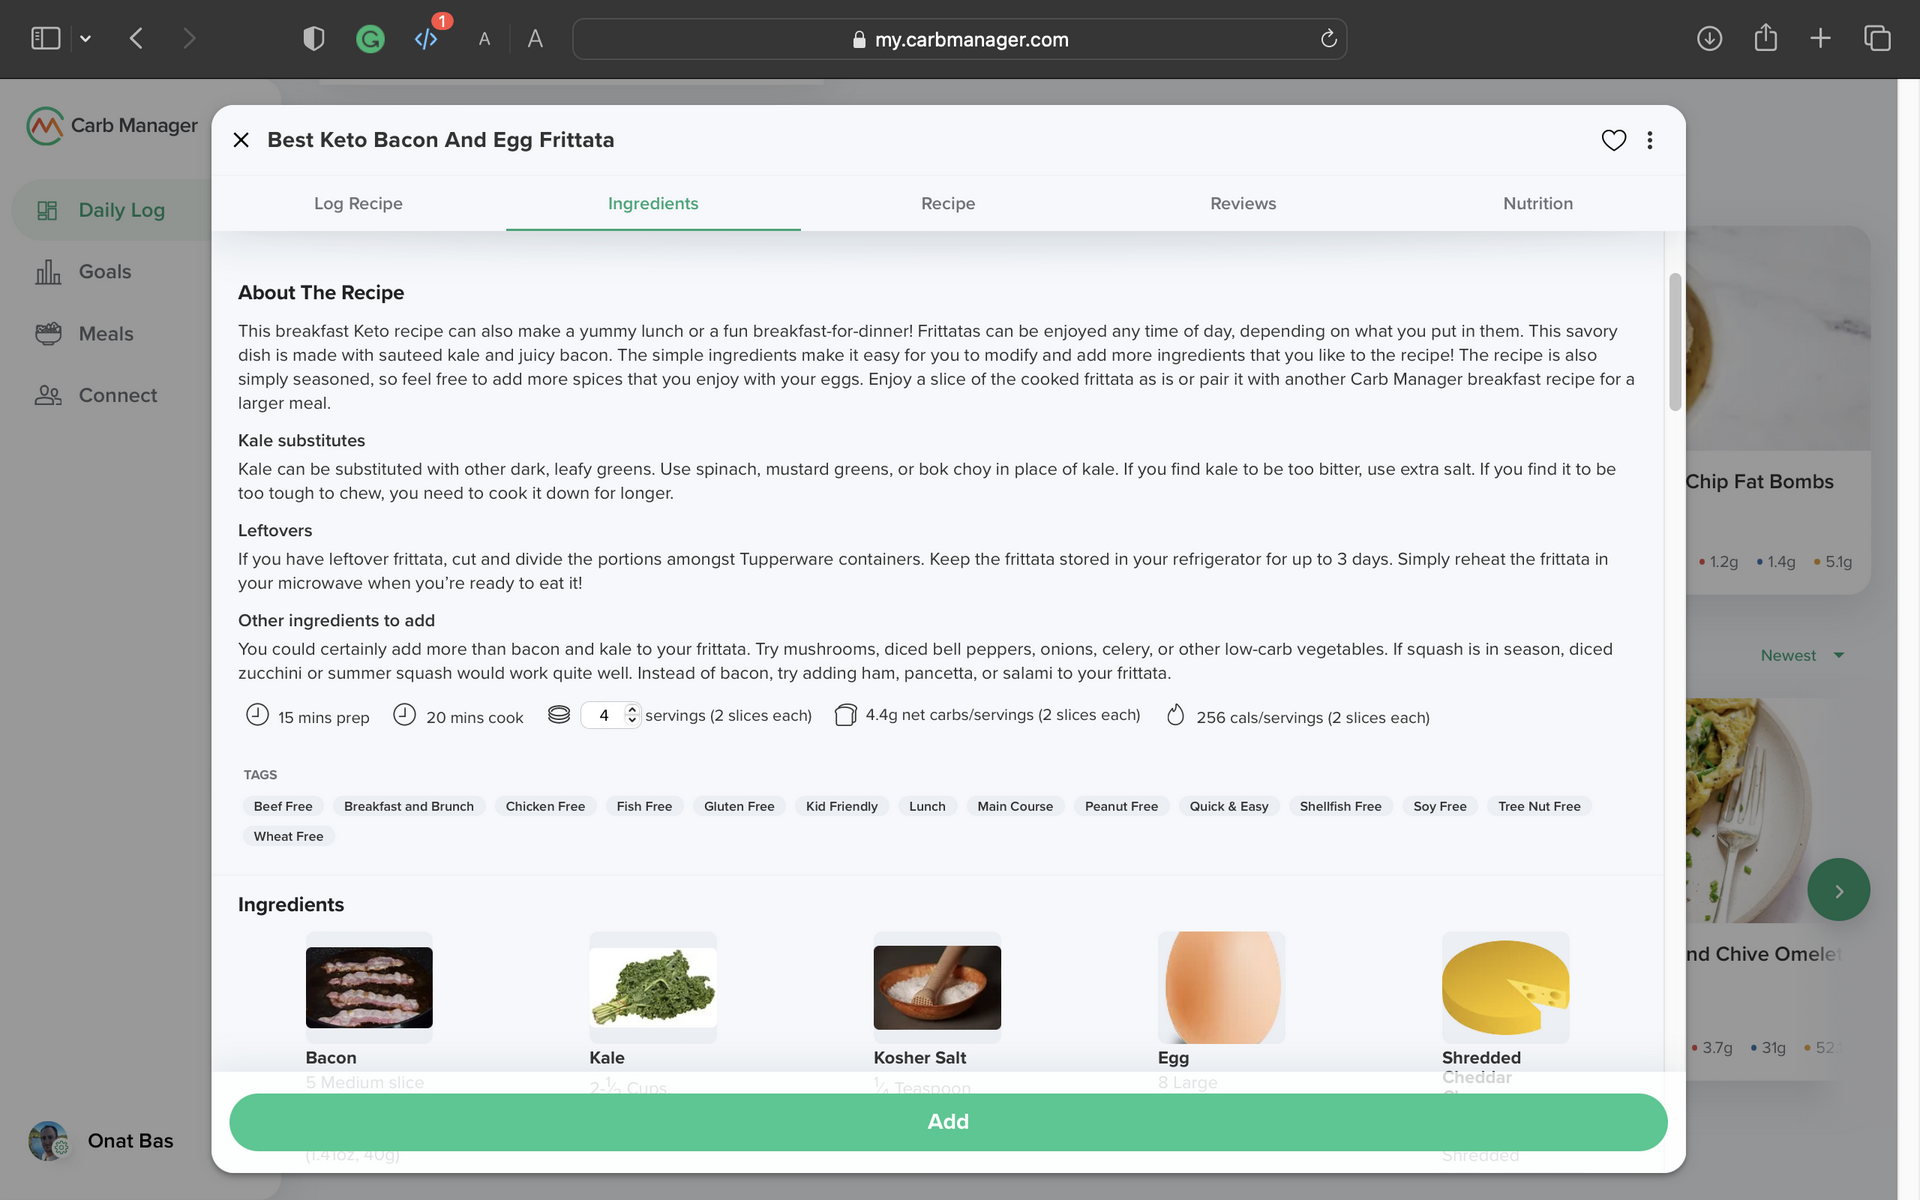 1
A
A
my.carbmanager.com
Carb Manager
Daily Log
Goals
Meals
Connect
Onat Bas
Best Keto Bacon And Egg Frittata
Log Recipe
Ingredients
Recipe
Reviews
Nutrition
About The Recipe
This breakfast Keto recipe can also make a yummy lunch or a fun breakfast-for-dinner! Frittatas can be enjoyed any time of day, depending on what you put in them. This savory
dish is made with sauteed kale and juicy bacon. The simple ingredients make it easy for you to modify and add more ingredients that you like to the recipe! The recipe is also
simply seasoned, so feel free to add more spices that you enjoy with your eggs. Enjoy a slice of the cooked frittata as is or pair it with another Carb Manager breakfast recipe for a
larger meal.
Kale substitutes
Kale can be substituted with other dark, leafy greens. Use spinach, mustard greens, or bok choy in place of kale. If you find kale to be too bitter, use extra salt. If you find it to be
too tough to chew, you need to cook it down for longer.
Leftovers
If you have leftover frittata, cut and divide the portions amongst Tupperware containers. Keep the frittata stored in your refrigerator for up to 3 days. Simply reheat the frittata in
your microwave when you’re ready to eat it!
Other ingredients to add
You could certainly add more than bacon and kale to your frittata. Try mushrooms, diced bell peppers, onions, celery, or other low-carb vegetables. If squash is in season, diced
zucchini or summer squash would work quite well. Instead of bacon, try adding ham, pancetta, or salami to your frittata.
15 mins prep
20 mins cook
4 servings (2 slices each)
4.4g net carbs/servings (2 slices each)
256 cals/servings (2 slices each)
TAGS
Beef Free
Breakfast and Brunch
Chicken Free
Fish Free
Gluten Free
Kid Friendly
Lunch
Main Course
Peanut Free
Quick & Easy
Shellfish Free
Soy Free
Tree Nut Free
Wheat Free
Ingredients
Bacon
5 Medium slice
(1.41oz, 40g)
Kale
2-½ Cups
Kosher Salt
¼ Teaspoon
Egg
8 Large
Shredded
Cheddar
Shredded
Add
Chip Fat Bombs
1.2g
1.4g
5.1g
Newest
nd Chive Omelet
3.7g
31g
52.